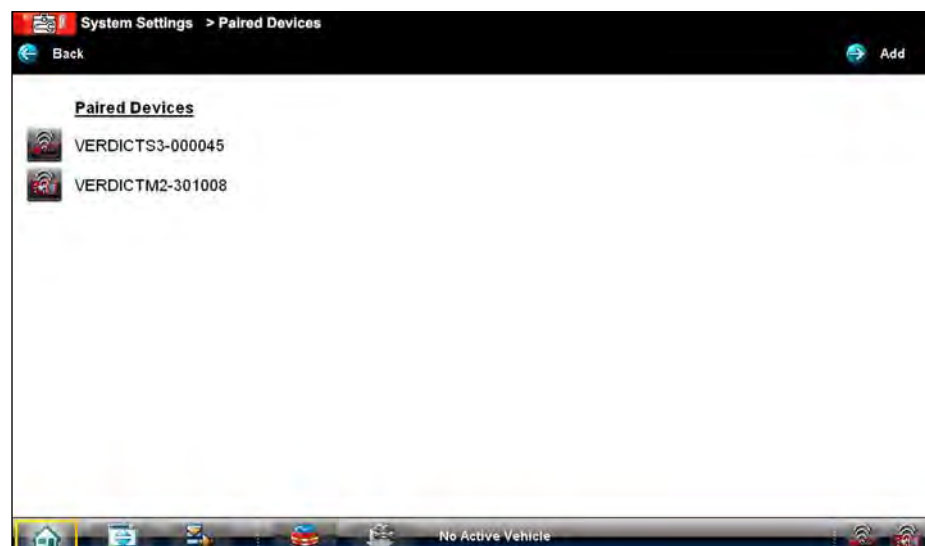 System Settings > Paired Devices
Back Add
Paired Devices
VERDICTS3-000045
VERDICTM2-301008
No Active Vehicle